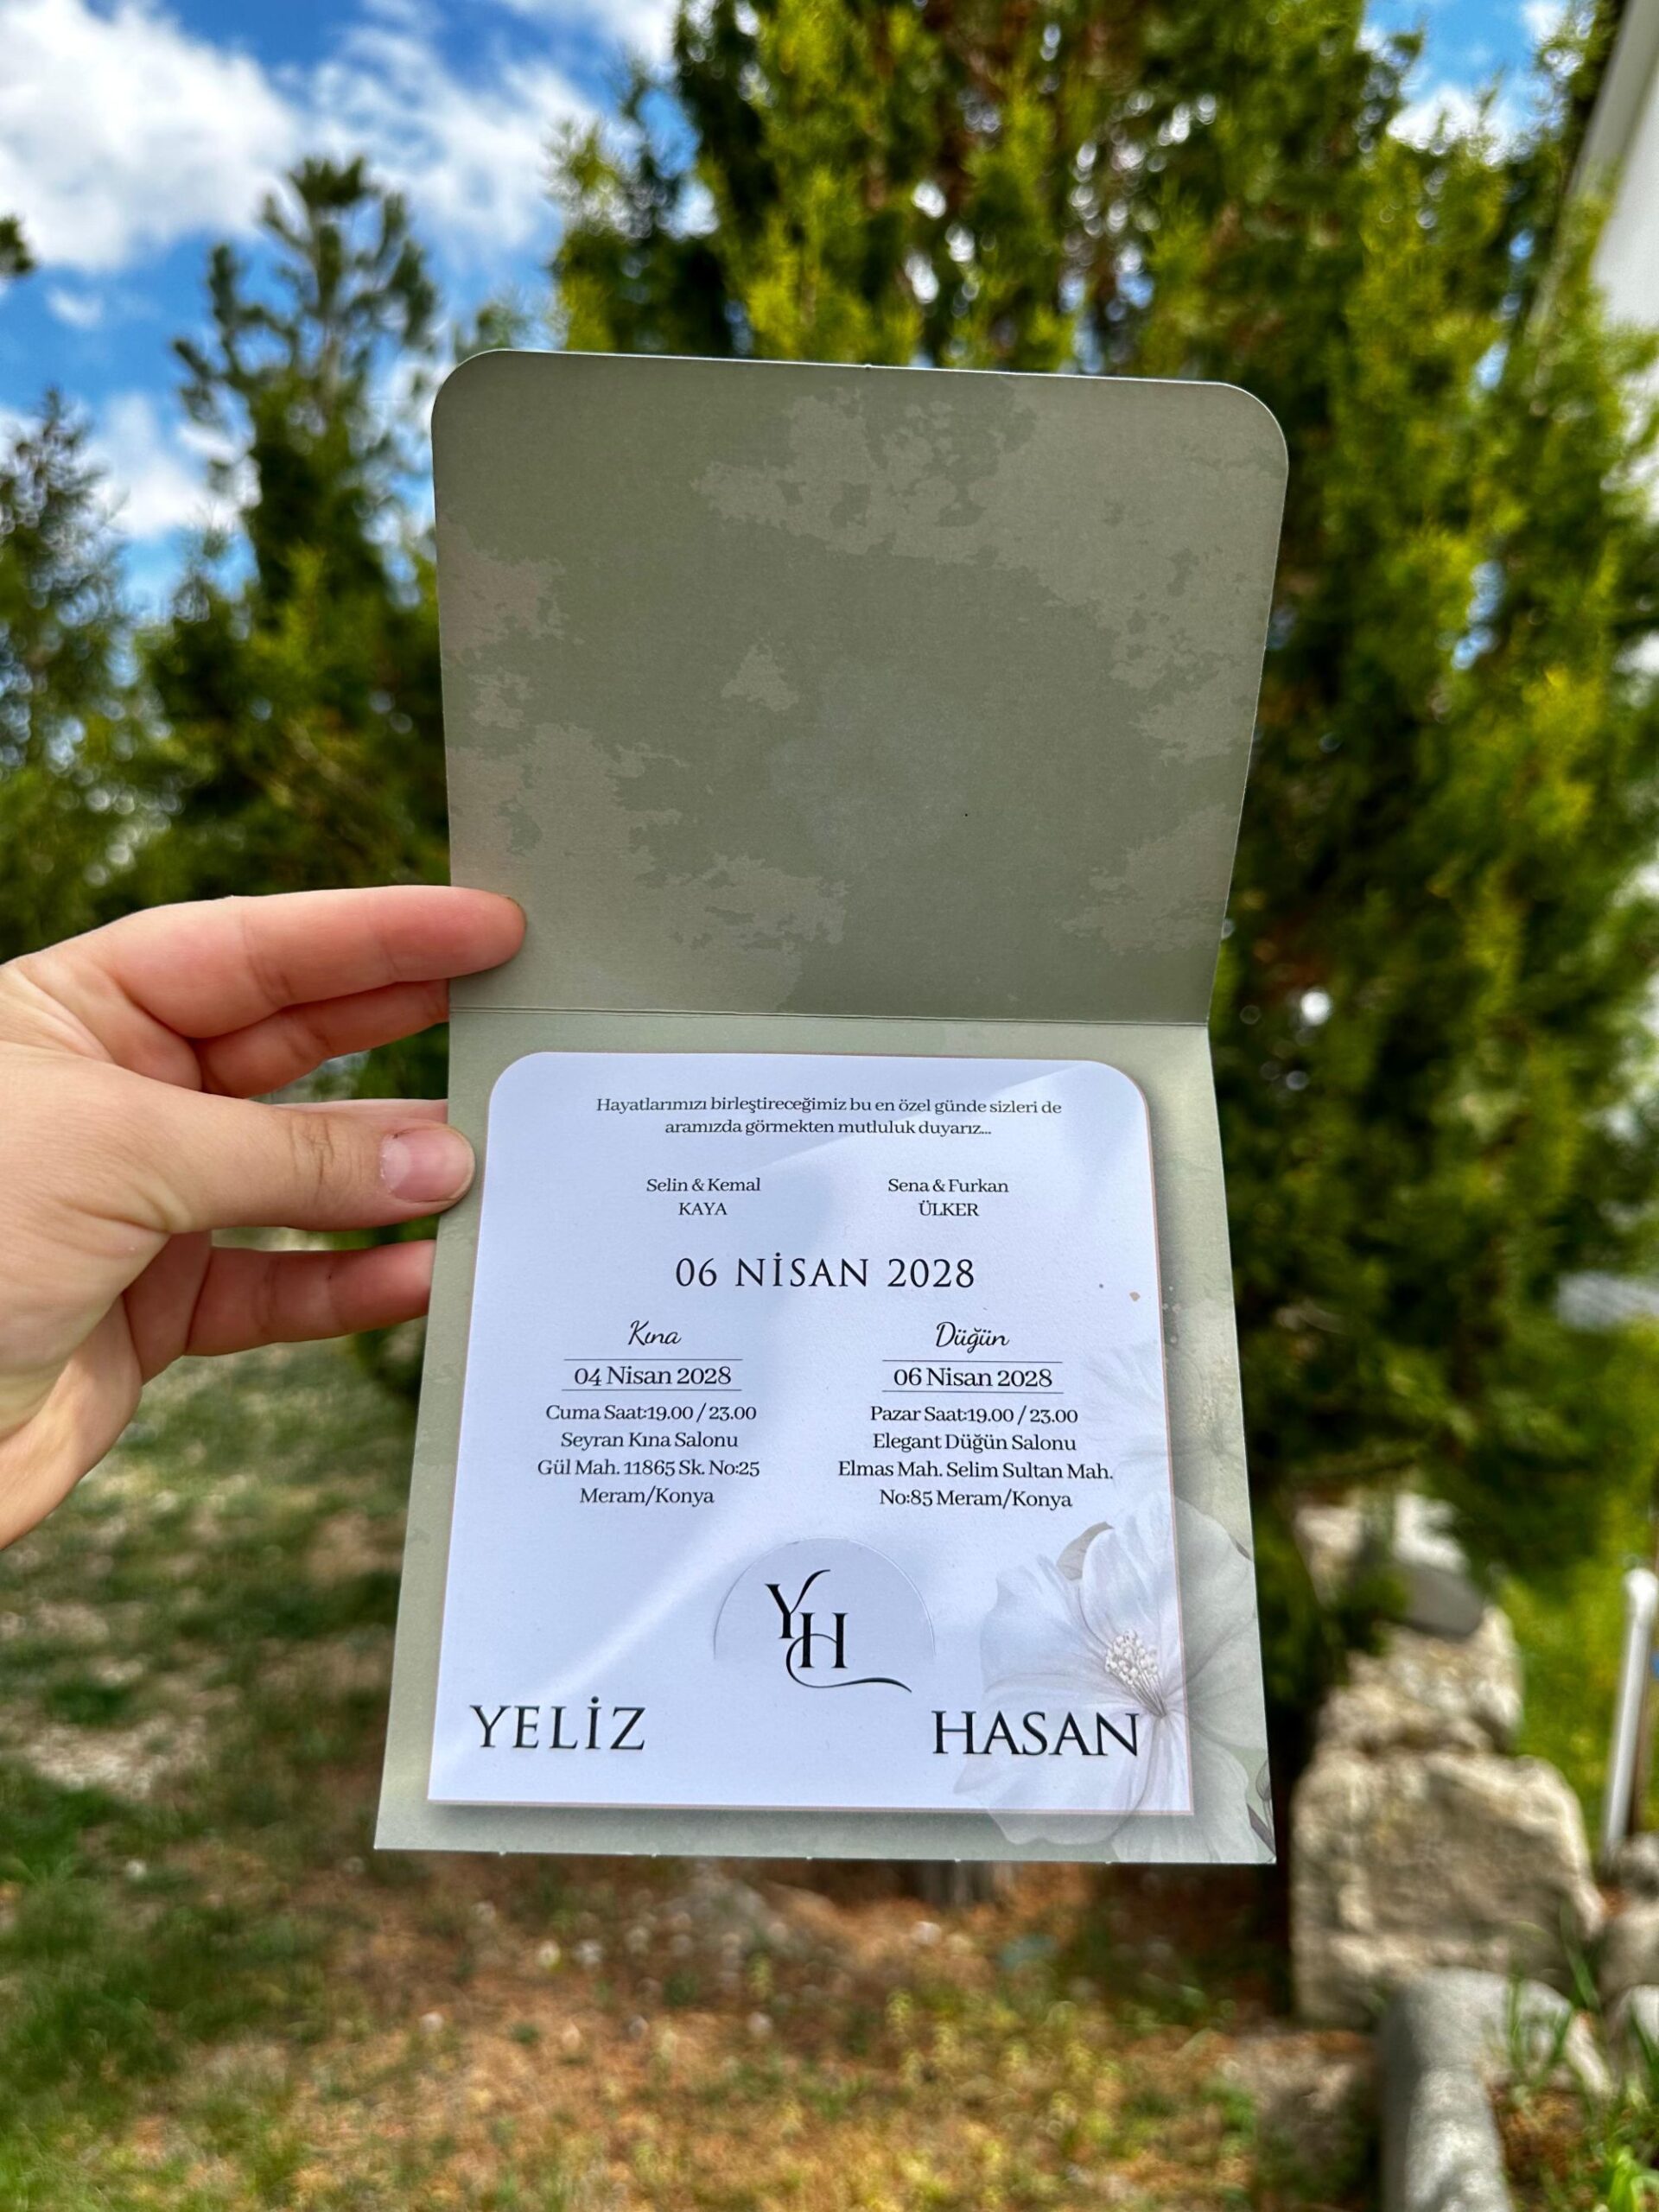 Hayatlarımızı birleştireceğimiz bu en özel günde sizleri de
aramızda görmekten mutluluk duyarız...
Selin & Kemal
KAYA
Sena & Furkan
ÜLKER
06 NİSAN 2028
Kına
04 Nisan 2028
Cuma Saat:19.00 / 23.00
Seyran Kına Salonu
Gül Mah. 11865 Sk. No:25
Meram/Konya
Düğün
06 Nisan 2028
Pazar Saat:19.00 / 23.00
Elegant Düğün Salonu
Elmas Mah. Selim Sultan Mah.
No:85 Meram/Konya
YH
YELİZ
HASAN